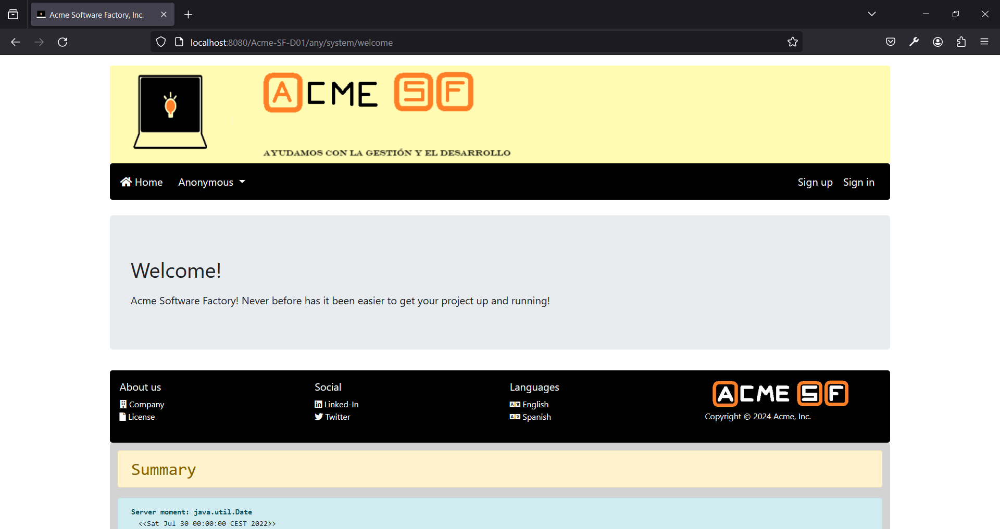 Acme Software Factory, Inc.
localhost:8080/Acme-SF-D01/any/system/welcome
ACME SF
AYUDAMOS CON LA GESTIÓN Y EL DESARROLLO
Home
Anonymous
Sign up
Sign in
Welcome!
Acme Software Factory! Never before has it been easier to get your project up and running!
About us
Company
License
Social
Linked-In
Twitter
Languages
English
Spanish
ACME SF
Copyright © 2024 Acme, Inc.
Summary
Server moment: java.util.Date
<<Sat Jul 30 00:00:00 CEST 2022>>